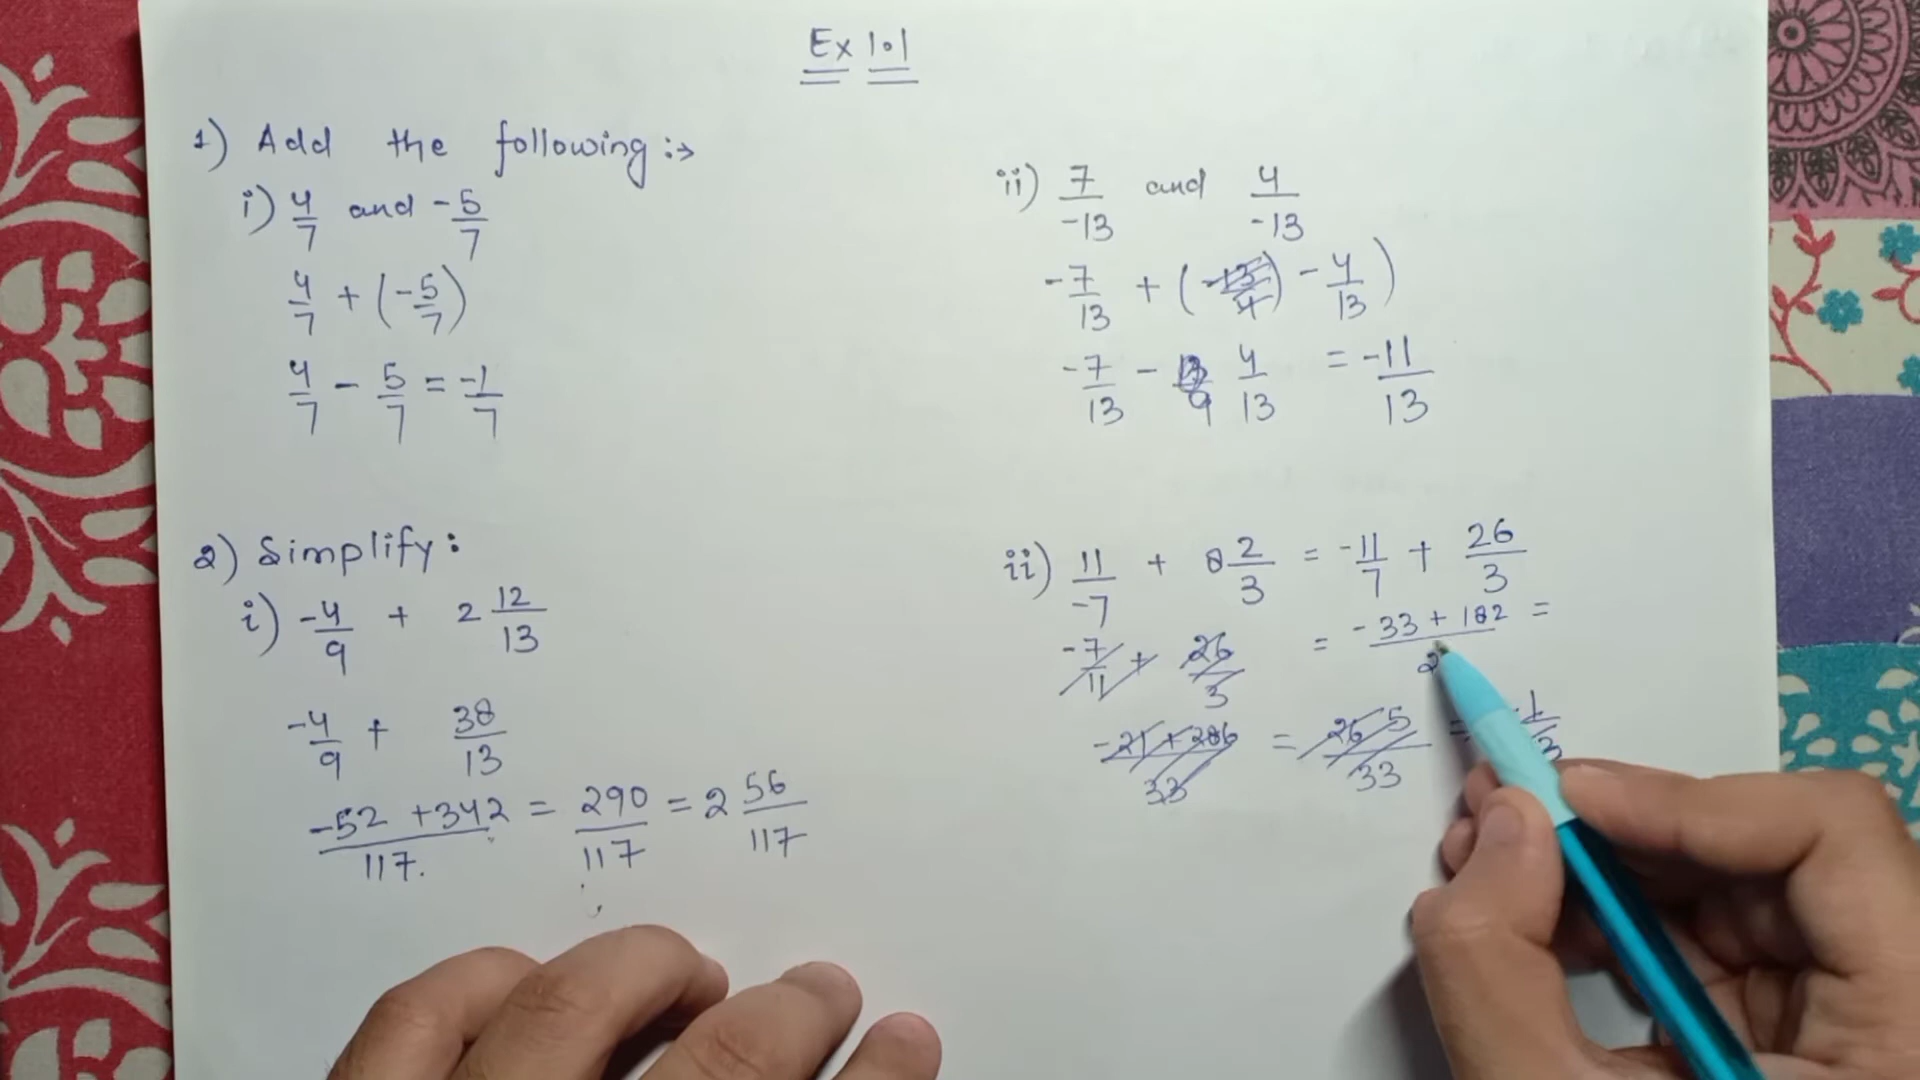 Ex 10.1
1) Add the following :->
i) 4/7 and -5/7
4/7 + (-5/7)
4/7 - 5/7 = -1/7
ii) 7/-13 and 4/-13
-7/13 + ( -4/13)
-7/13 - 4/13 = -11/13
2) Simplify:
i) -4/9 + 2 12/13
-4/9 + 38/13
-52 + 342/117. = 290/117 = 2 56/117
ii) 11/-7 + 8 2/3 = -11/7 + 26/3
-7/11 + 26/3 = -33 + 182/2 =
-21 + 286/33 = 265/33 =